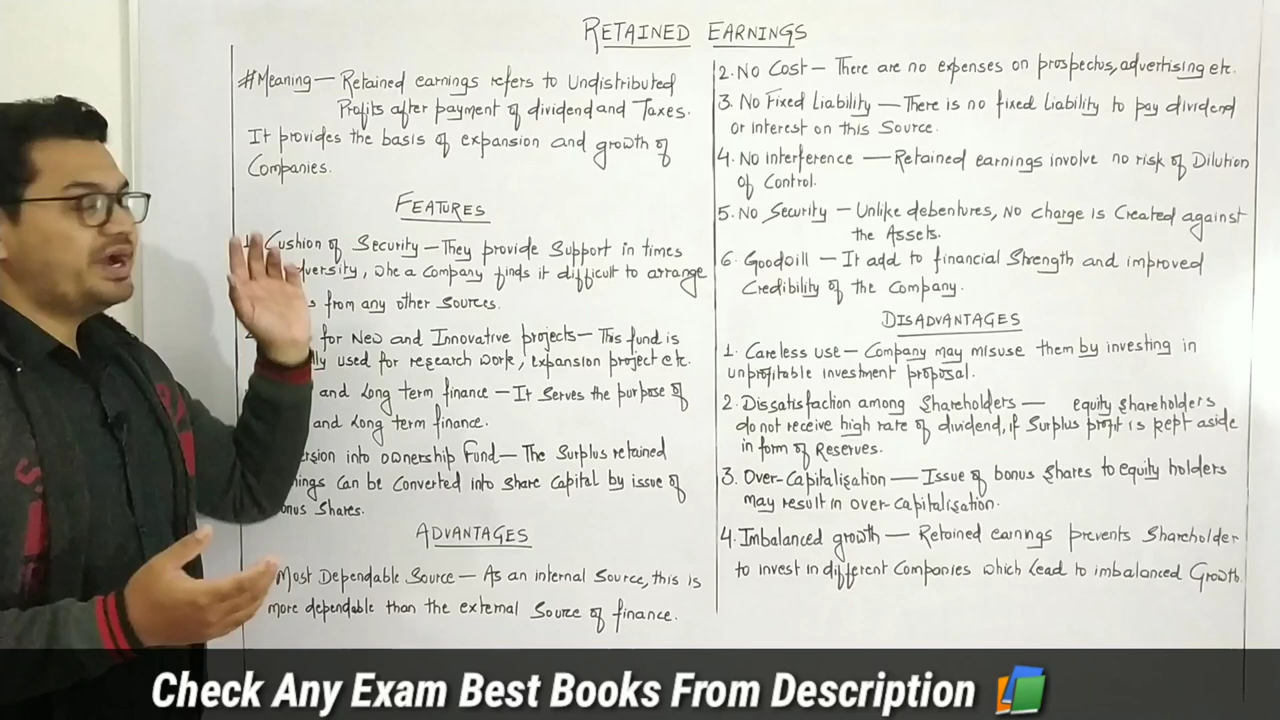 RETAINED EARNINGS
#Meaning — Retained earnings refers to Undistributed
Profits after payment of dividend and Taxes.
It provides the basis of expansion and growth of
Companies.
FEATURES
1. Cushion of Security — They provide Support in times
versity, whe a Company finds it difficult to arrange
s from any other Sources.
2 for New and Innovative projects — This fund is
lly used for research work, expansion project etc.
and Long term finance — It Serves the purpose of
and Long term finance.
rsion into ownership Fund — The Surplus retained
ings can be Converted into Share Capital by issue of
onus Shares.
ADVANTAGES
Most Dependable Source — As an internal Source, this is
more dependable than the external Source of finance.
2. No Cost — There are no expenses on prospectus, advertising etc.
3. No Fixed Liability — There is no fixed Liability to pay dividend
or interest on this Source.
4. No interference — Retained earnings involve no risk of Dilution
of Control.
5. No Security — Unlike debentures, No charge is Created against
the Assets.
6. Goodoill — It add to financial Strength and improved
Credibility of the Company.
DISADVANTAGES
1. Careless use — Company may misuse them by investing in
unprofitable investment proposal.
2. Dissatisfaction among Shareholders — equity shareholders
do not receive high rate of dividend, if Surplus profit is kept aside
in form of Reserves.
3. Over-Capitalisation — Issue of bonus Shares to equity holders
may result in over-capitalisation.
4. Imbalanced growth — Retained earnings prevents Shareholder
to invest in different Companies which Lead to imbalanced Growth.
Check Any Exam Best Books From Description